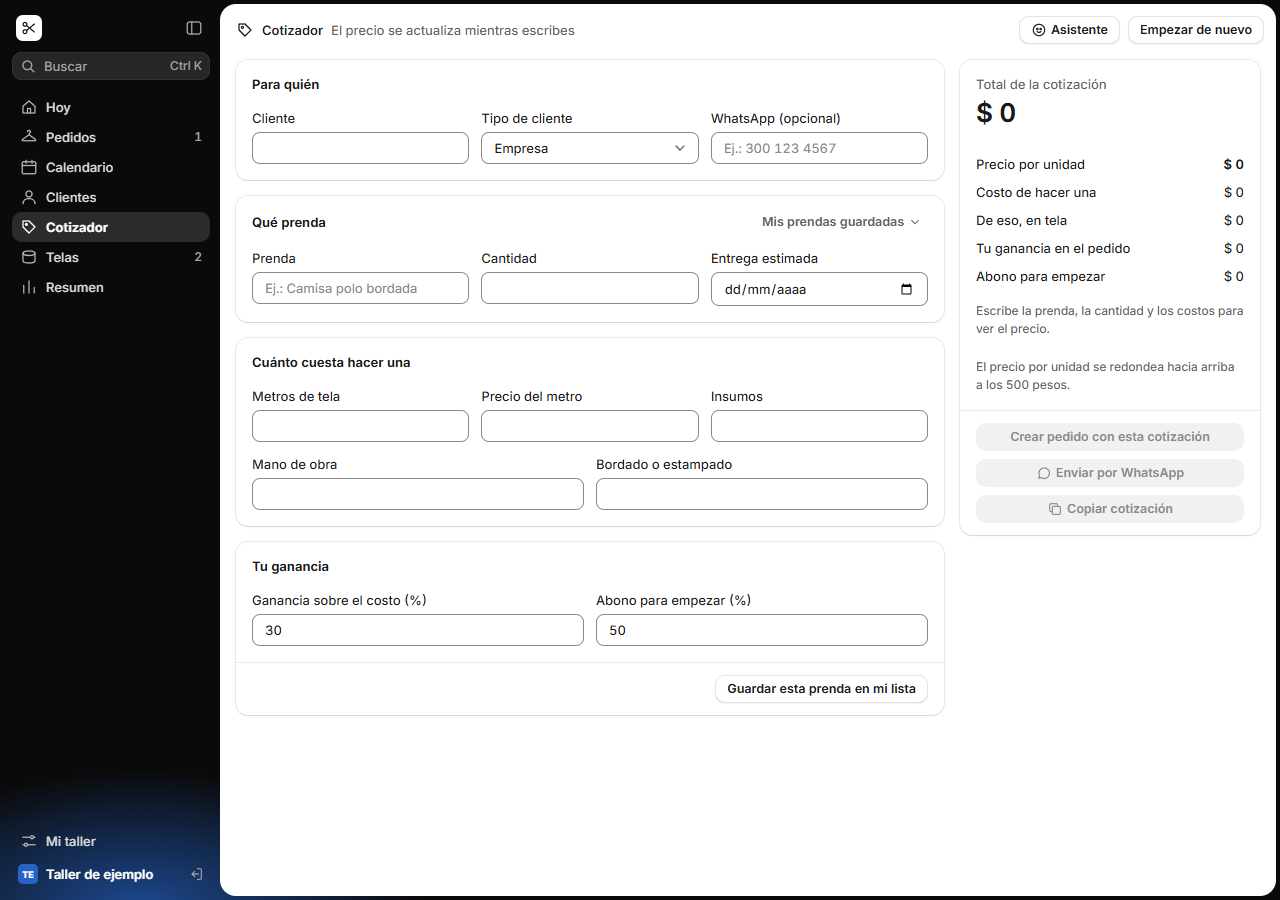 Buscar Ctrl K
Hoy
Pedidos 1
Calendario
Clientes
Cotizador
Telas 2
Resumen
Mi taller
TE Taller de ejemplo
Cotizador El precio se actualiza mientras escribes
Asistente Empezar de nuevo
Para quién
Cliente Tipo de cliente WhatsApp (opcional)
Empresa Ej.: 300 123 4567
Qué prenda Mis prendas guardadas
Prenda Cantidad Entrega estimada
Ej.: Camisa polo bordada dd/mm/aaaa
Cuánto cuesta hacer una
Metros de tela Precio del metro Insumos
Mano de obra Bordado o estampado
Tu ganancia
Ganancia sobre el costo (%) Abono para empezar (%)
30 50
Guardar esta prenda en mi lista
Total de la cotización
$ 0
Precio por unidad $ 0
Costo de hacer una $ 0
De eso, en tela $ 0
Tu ganancia en el pedido $ 0
Abono para empezar $ 0
Escribe la prenda, la cantidad y los costos para
ver el precio.
El precio por unidad se redondea hacia arriba
a los 500 pesos.
Crear pedido con esta cotización
Enviar por WhatsApp
Copiar cotización